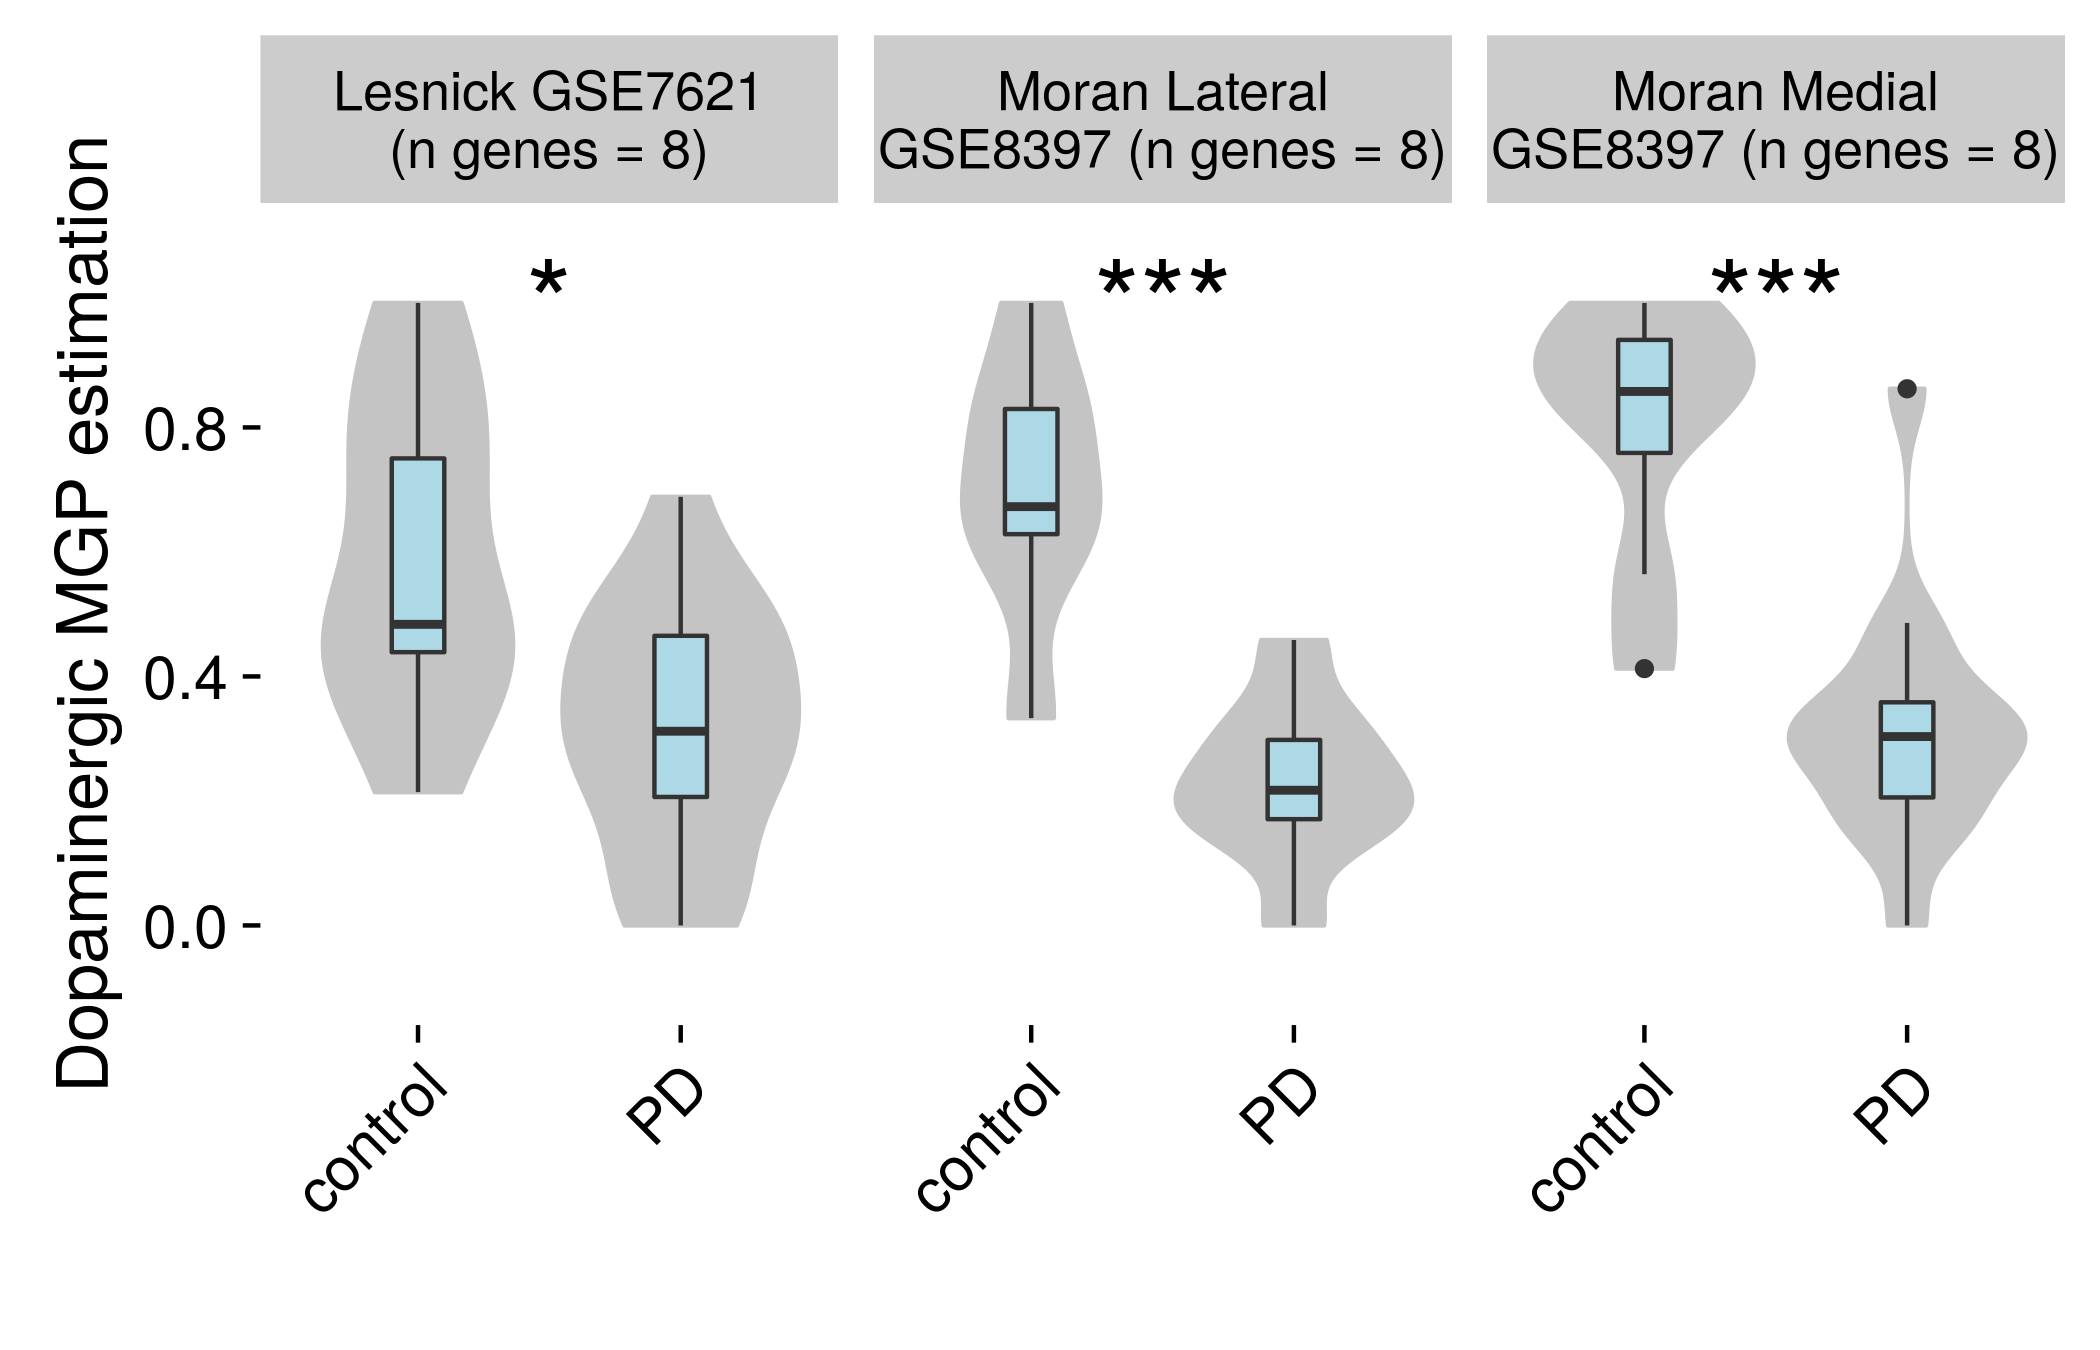 Lesnick GSE7621
(n genes = 8)
Moran Lateral
GSE8397 (n genes = 8)
Moran Medial
GSE8397 (n genes = 8)
*
***
***
Dopaminergic MGP estimation
0.8
0.4
0.0
control
PD
control
PD
control
PD